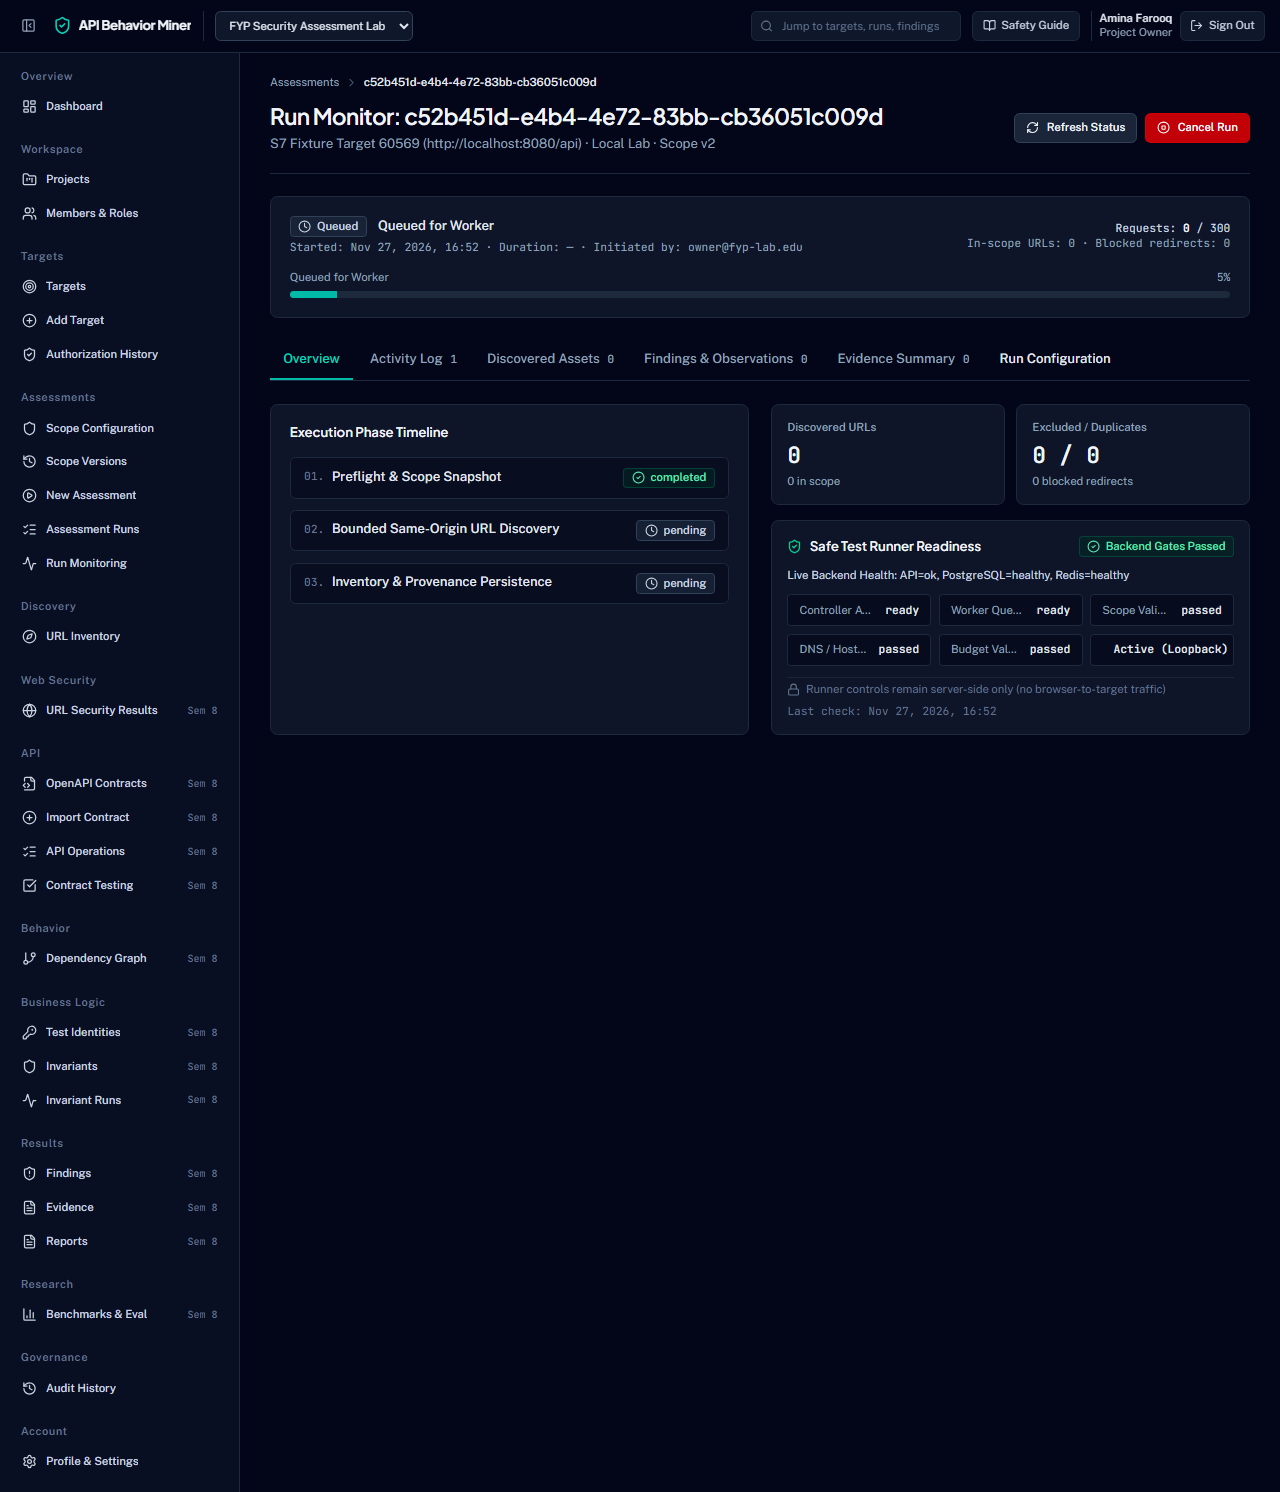 API Behavior Miner
FYP Security Assessment Lab
Jump to targets, runs, findings
Safety Guide
Amina Farooq
Project Owner
Sign Out
Overview
Dashboard
Workspace
Projects
Members & Roles
Targets
Targets
Add Target
Authorization History
Assessments
Scope Configuration
Scope Versions
New Assessment
Assessment Runs
Run Monitoring
Discovery
URL Inventory
Web Security
URL Security Results Sem 8
API
OpenAPI Contracts Sem 8
Import Contract Sem 8
API Operations Sem 8
Contract Testing Sem 8
Behavior
Dependency Graph Sem 8
Business Logic
Test Identities Sem 8
Invariants Sem 8
Invariant Runs Sem 8
Results
Findings Sem 8
Evidence Sem 8
Reports Sem 8
Research
Benchmarks & Eval Sem 8
Governance
Audit History
Account
Profile & Settings
Assessments > c52b451d-e4b4-4e72-83bb-cb36051c009d
Run Monitor: c52b451d-e4b4-4e72-83bb-cb36051c009d
S7 Fixture Target 60569 (http://localhost:8080/api) · Local Lab · Scope v2
Refresh Status
Cancel Run
Queued Queued for Worker
Started: Nov 27, 2026, 16:52 · Duration: — · Initiated by: owner@fyp-lab.edu
Requests: 0 / 300
In-scope URLs: 0 · Blocked redirects: 0
Queued for Worker 5%
Overview
Activity Log 1
Discovered Assets 0
Findings & Observations 0
Evidence Summary 0
Run Configuration
Execution Phase Timeline
01. Preflight & Scope Snapshot completed
02. Bounded Same-Origin URL Discovery pending
03. Inventory & Provenance Persistence pending
Discovered URLs
0
0 in scope
Excluded / Duplicates
0 / 0
0 blocked redirects
Safe Test Runner Readiness Backend Gates Passed
Live Backend Health: API=ok, PostgreSQL=healthy, Redis=healthy
Controller A... ready
Worker Que... ready
Scope Vali... passed
DNS / Host... passed
Budget Val... passed
Active (Loopback)
Runner controls remain server-side only (no browser-to-target traffic)
Last check: Nov 27, 2026, 16:52